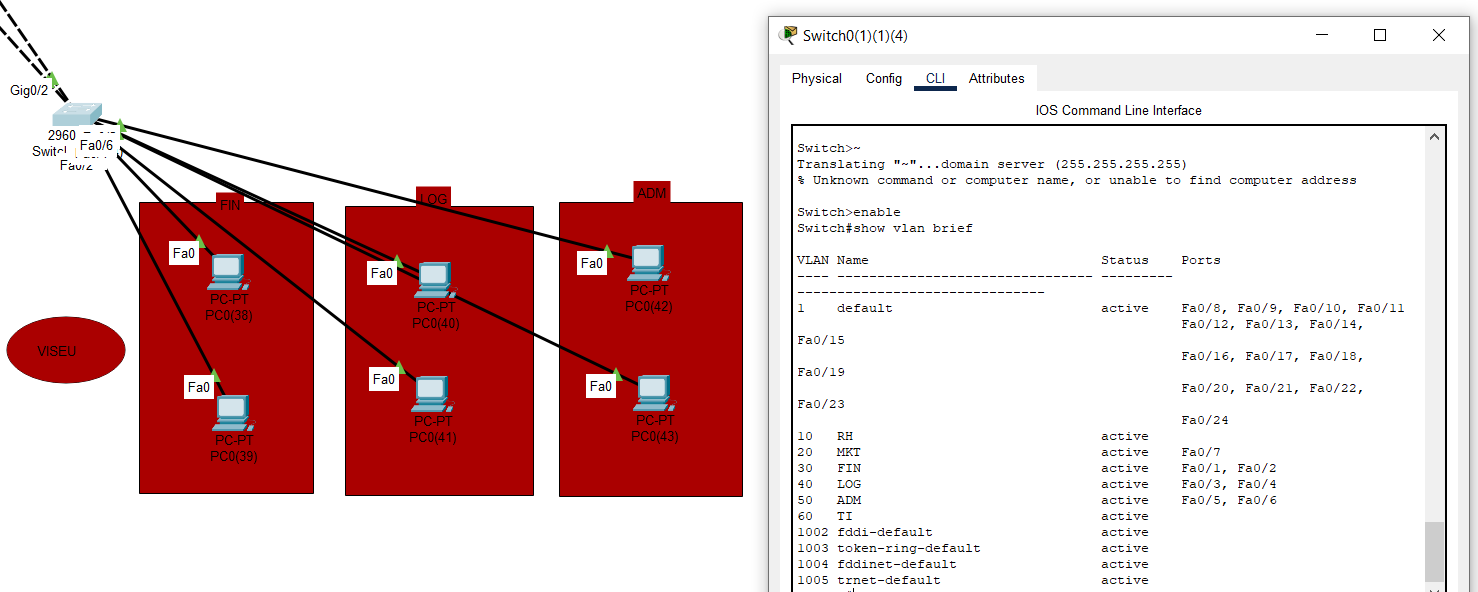 Gig0/2
2960
Fa0/6
Fa0/2
FIN
LOG
ADM
Fa0
Fa0
Fa0
PC-PT
PC0(38)
PC-PT
PC0(40)
PC-PT
PC0(42)
VISEU
Fa0
Fa0
Fa0
PC-PT
PC0(39)
PC-PT
PC0(41)
PC-PT
PC0(43)
Switch0(1)(1)(4)
Physical Config CLI Attributes
IOS Command Line Interface
Switch>~
Translating "~"...domain server (255.255.255.255)
% Unknown command or computer name, or unable to find computer address
Switch>enable
Switch#show vlan brief
VLAN Name Status Ports
---- -------------------------------- ---------
-------------------------------
1 default active Fa0/8, Fa0/9, Fa0/10, Fa0/11
Fa0/12, Fa0/13, Fa0/14,
Fa0/15
Fa0/16, Fa0/17, Fa0/18,
Fa0/19
Fa0/20, Fa0/21, Fa0/22,
Fa0/23
Fa0/24
10 RH active
20 MKT active Fa0/7
30 FIN active Fa0/1, Fa0/2
40 LOG active Fa0/3, Fa0/4
50 ADM active Fa0/5, Fa0/6
60 TI active
1002 fddi-default active
1003 token-ring-default active
1004 fddinet-default active
1005 trnet-default active